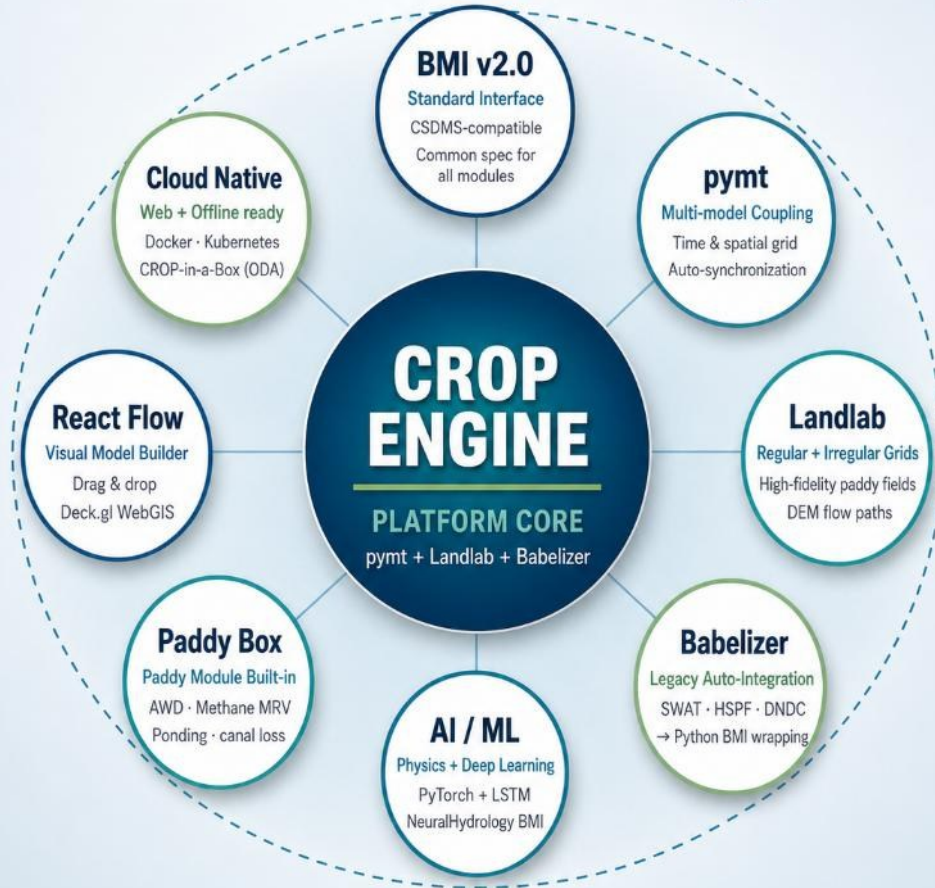 BMI v2.0
Standard Interface
CSDMS-compatible
Common spec for
all modules
Cloud Native
Web + Offline ready
Docker · Kubernetes
CROP-in-a-Box (ODA)
pymt
Multi-model Coupling
Time & spatial grid
Auto-synchronization
CROP
ENGINE
PLATFORM CORE
pymt + Landlab + Babelizer
React Flow
Visual Model Builder
Drag & drop
Deck.gl WebGIS
Landlab
Regular + Irregular Grids
High-fidelity paddy fields
DEM flow paths
Paddy Box
Paddy Module Built-in
AWD · Methane MRV
Ponding · canal loss
AI / ML
Physics + Deep Learning
PyTorch + LSTM
NeuralHydrology BMI
Babelizer
Legacy Auto-Integration
SWAT · HSPF · DNDC
→ Python BMI wrapping